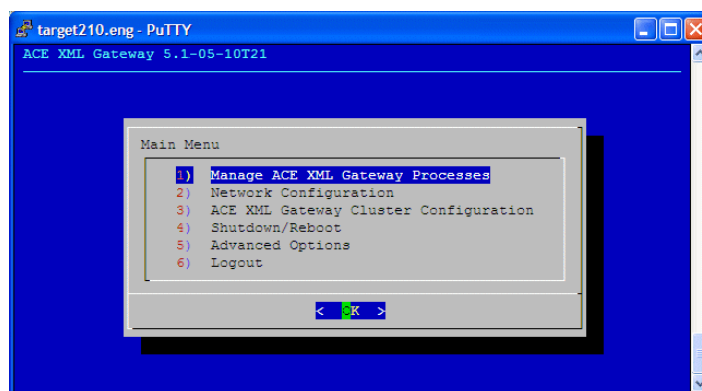 target210.eng - PuTTY
ACE XML Gateway 5.1-05-10T21
Main Menu
1) Manage ACE XML Gateway Processes
2) Network Configuration
3) ACE XML Gateway Cluster Configuration
4) Shutdown/Reboot
5) Advanced Options
6) Logout
< OK >